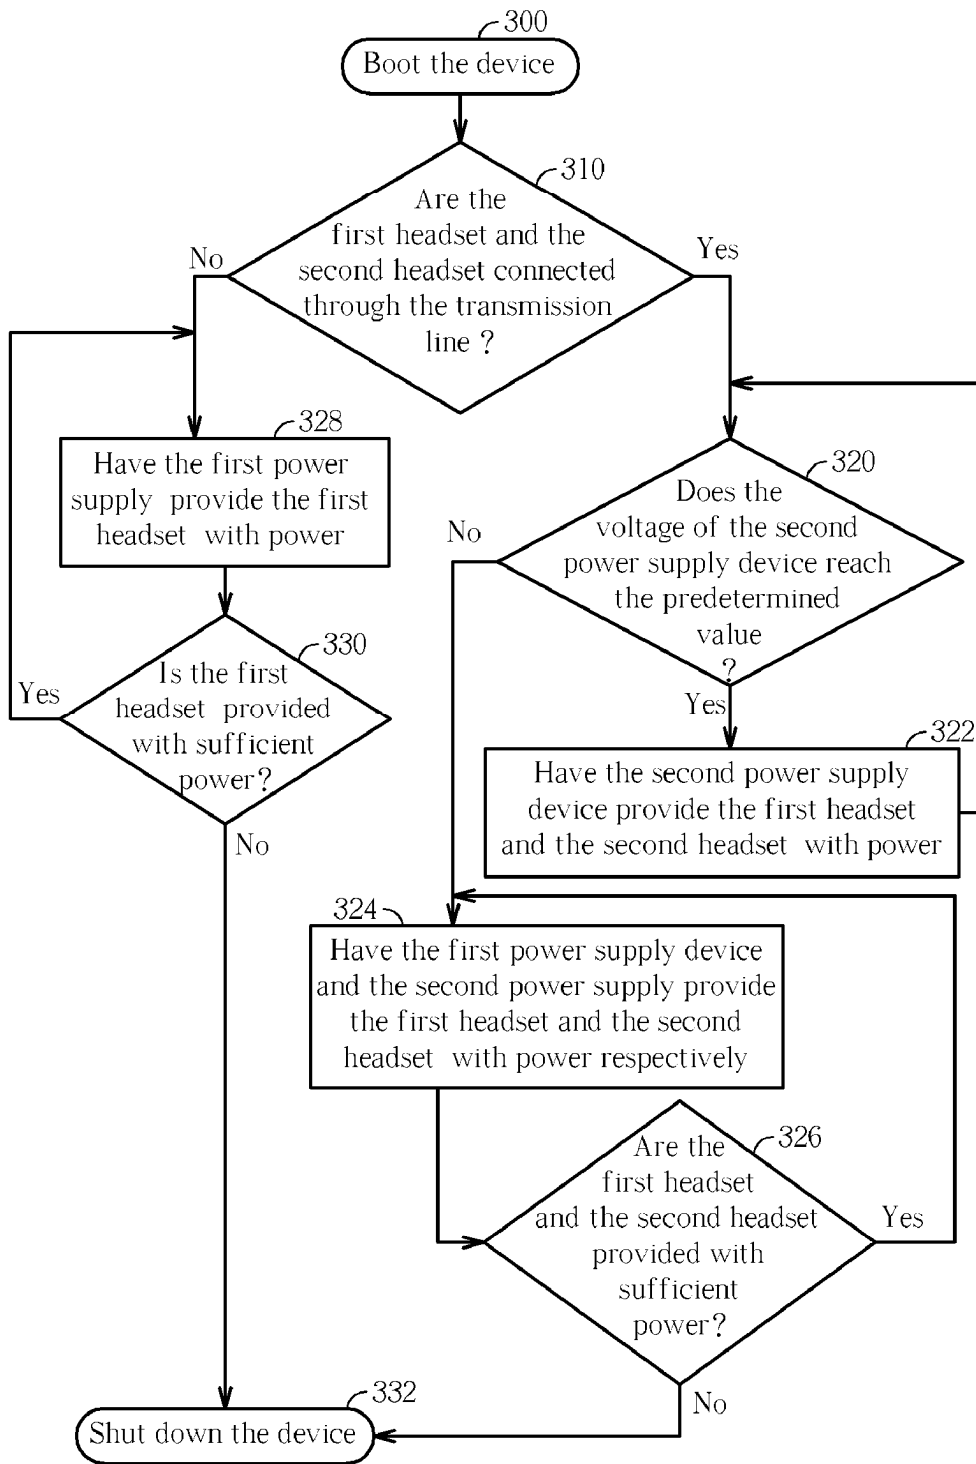 300
Boot the device
310
Are the
first headset and the
second headset connected
through the transmission
line ?
No
Yes
328
Have the first power
supply provide the first
headset with power
320
Does the
voltage of the second
power supply device reach
the predetermined
value
?
No
Yes
330
Is the first
headset provided
with sufficient
power?
Yes
No
322
Have the second power supply
device provide the first headset
and the second headset with power
324
Have the first power supply device
and the second power supply provide
the first headset and the second
headset with power respectively
326
Are the
first headset
and the second headset
provided with
sufficient
power?
Yes
No
332
Shut down the device